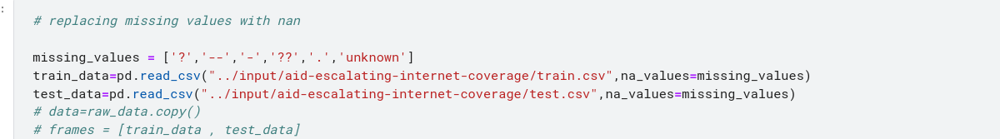 :
# replacing missing values with nan
missing_values = ['?','--','-','??','.','unknown']
train_data=pd.read_csv("../input/aid-escalating-internet-coverage/train.csv",na_values=missing_values)
test_data=pd.read_csv("../input/aid-escalating-internet-coverage/test.csv",na_values=missing_values)
# data=raw_data.copy()
# frames = [train_data , test_data]